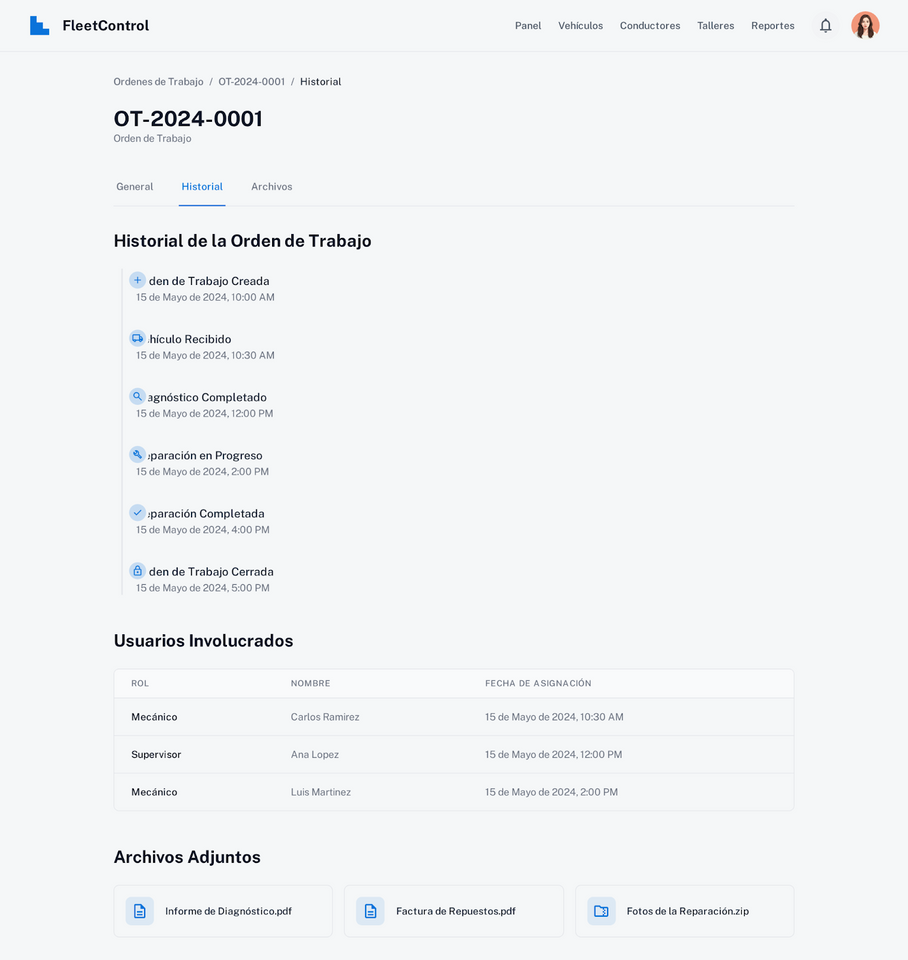 FleetControl
Panel Vehículos Conductores Talleres Reportes
Ordenes de Trabajo / OT-2024-0001 / Historial
OT-2024-0001
Orden de Trabajo
General Historial Archivos
Historial de la Orden de Trabajo
den de Trabajo Creada
15 de Mayo de 2024, 10:00 AM
hículo Recibido
15 de Mayo de 2024, 10:30 AM
agnóstico Completado
15 de Mayo de 2024, 12:00 PM
paración en Progreso
15 de Mayo de 2024, 2:00 PM
paración Completada
15 de Mayo de 2024, 4:00 PM
den de Trabajo Cerrada
15 de Mayo de 2024, 5:00 PM
Usuarios Involucrados
ROL NOMBRE FECHA DE ASIGNACIÓN
Mecánico Carlos Ramirez 15 de Mayo de 2024, 10:30 AM
Supervisor Ana Lopez 15 de Mayo de 2024, 12:00 PM
Mecánico Luis Martinez 15 de Mayo de 2024, 2:00 PM
Archivos Adjuntos
Informe de Diagnóstico.pdf Factura de Repuestos.pdf Fotos de la Reparación.zip